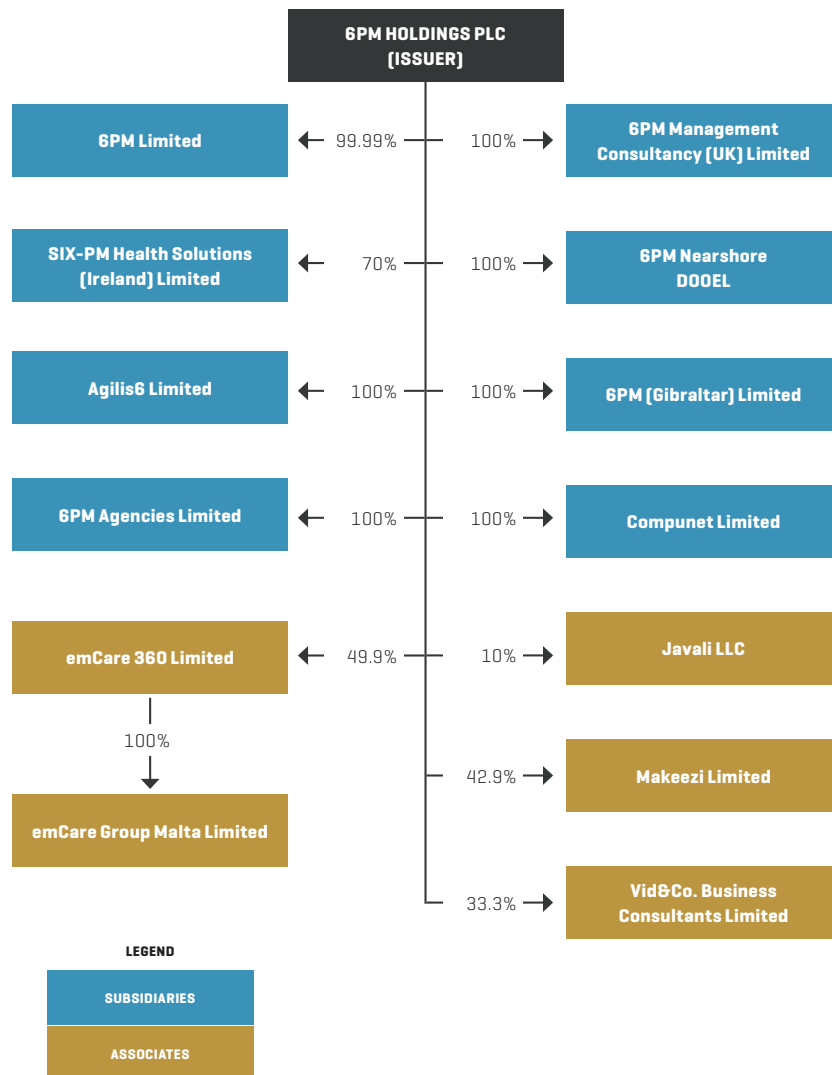 6PM HOLDINGS PLC
(ISSUER)
6PM Limited
99.99%
100%
6PM Management
Consultancy (UK) Limited
SIX-PM Health Solutions
(Ireland) Limited
70%
100%
6PM Nearshore
DOOEL
Agilis6 Limited
100%
100%
6PM (Gibraltar) Limited
6PM Agencies Limited
100%
100%
Compunet Limited
emCare 360 Limited
49.9%
10%
Javali LLC
100%
emCare Group Malta Limited
42.9%
Makeezi Limited
33.3%
Vid&Co. Business
Consultants Limited
LEGEND
SUBSIDIARIES
ASSOCIATES